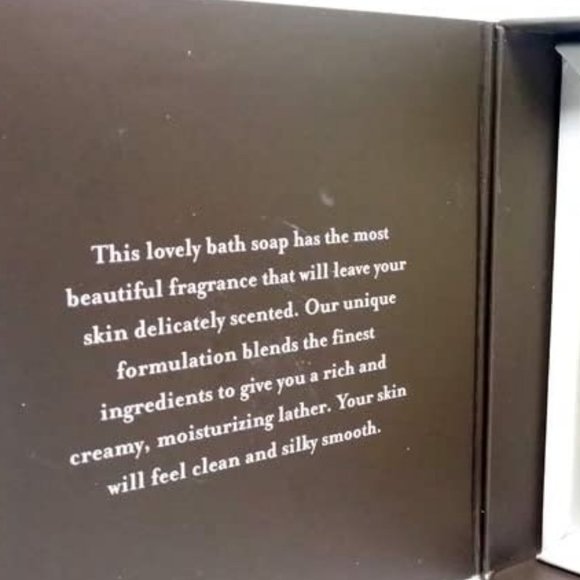 This lovely bath soap has the most
beautiful fragrance that will leave your
skin delicately scented. Our unique
formulation blends the finest
ingredients to give you a rich and
creamy, moisturizing lather. Your skin
will feel clean and silky smooth.